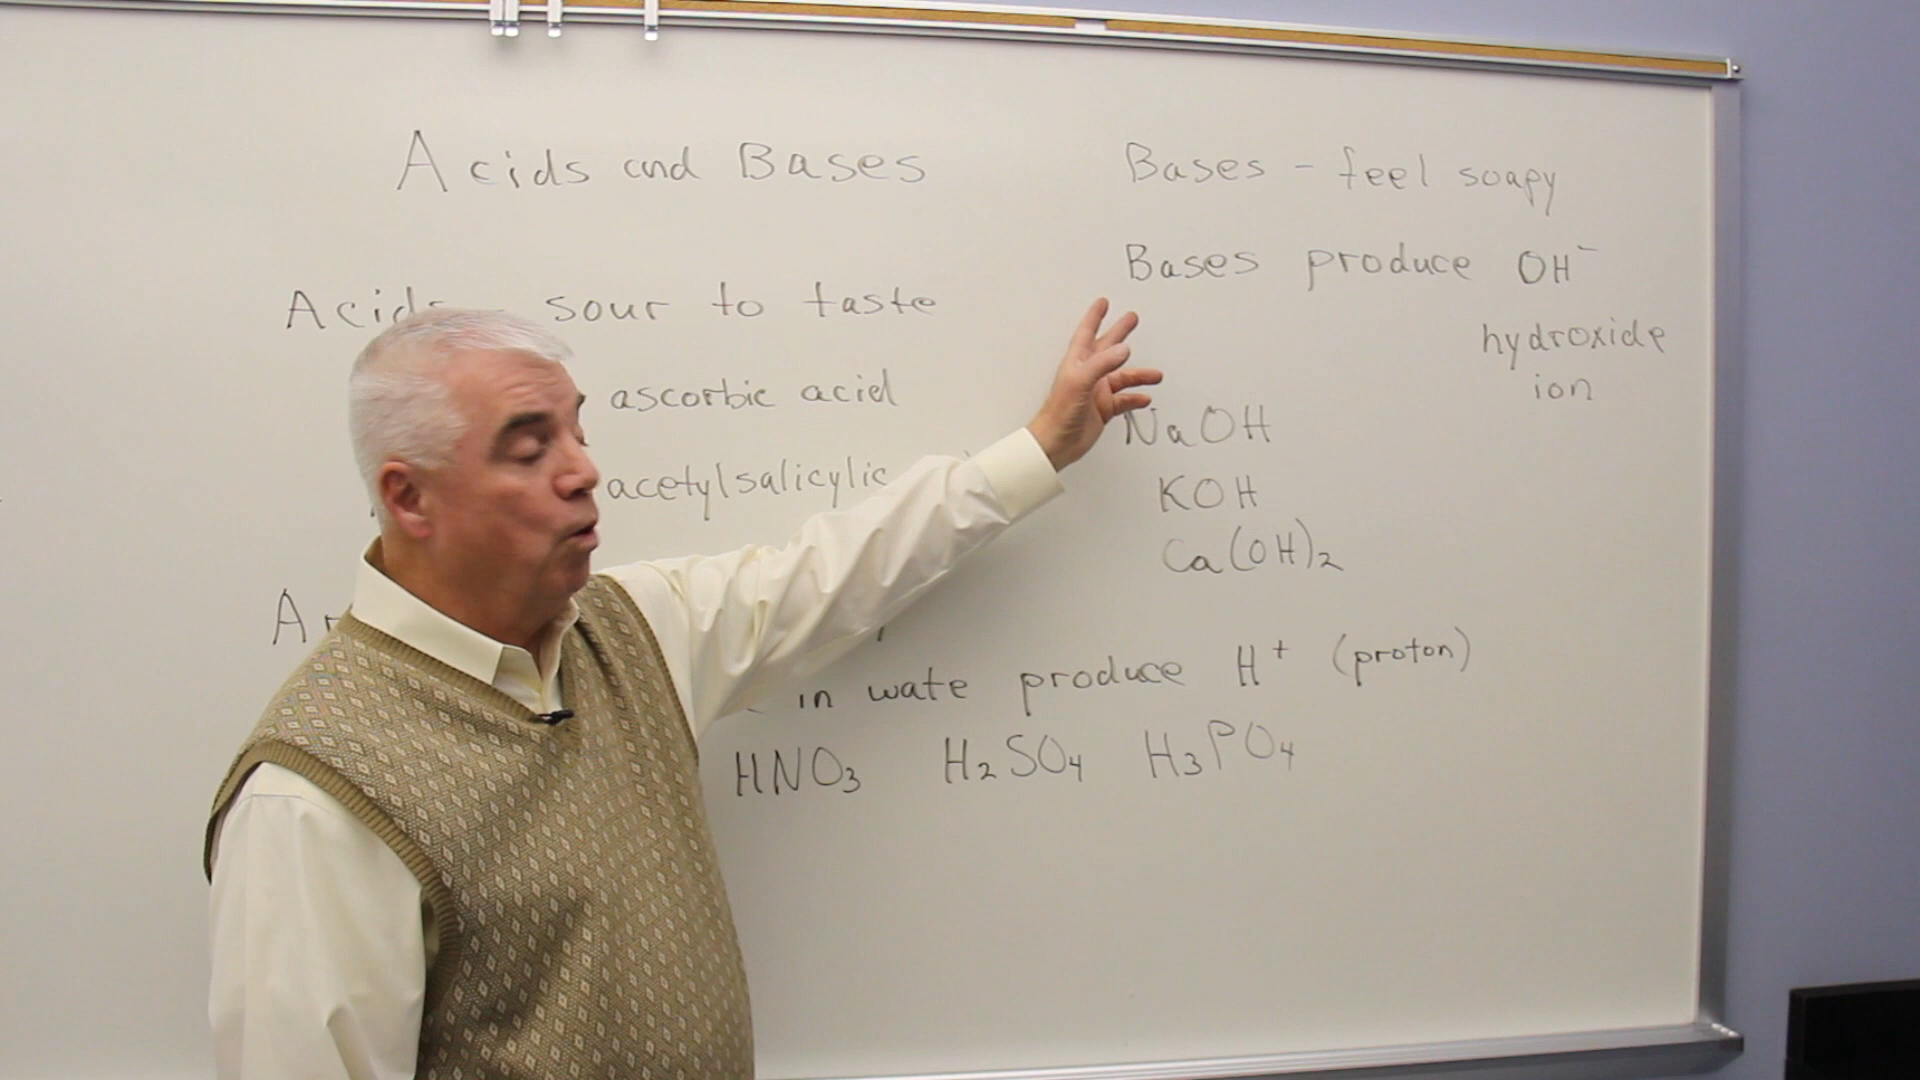 Acids and Bases
Acids - sour to taste
ascorbic acid
acetylsalicylic
in wate produce H⁺ (proton)
HNO₃ H₂SO₄ H₃PO₄
Bases - feel soapy
Bases produce OH⁻
hydroxide
ion
NaOH
KOH
Ca(OH)₂